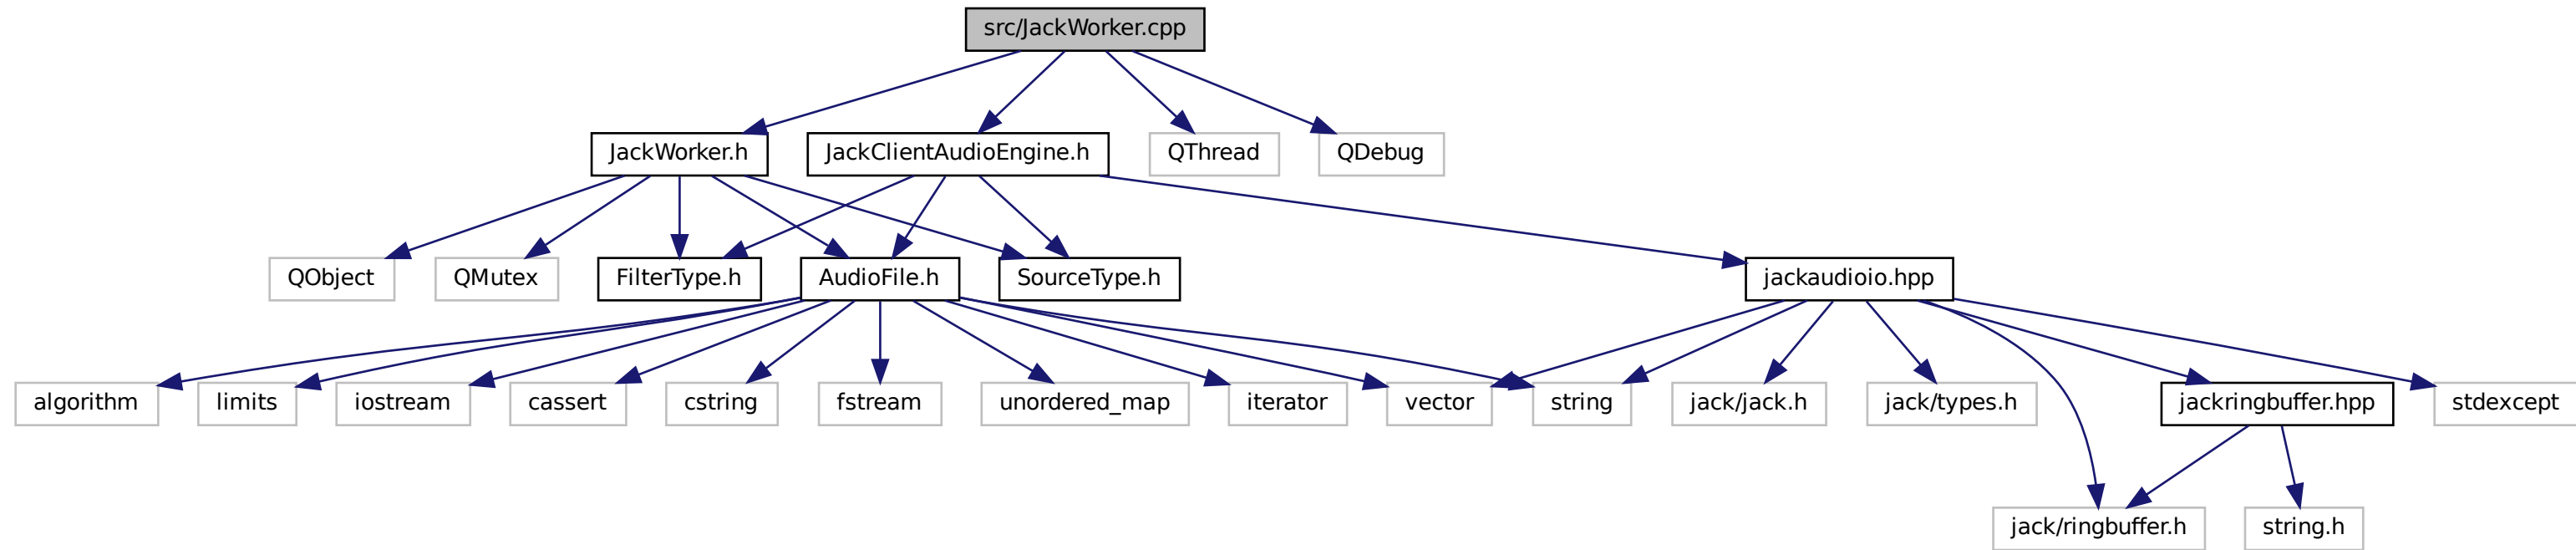 src/JackWorker.cpp
JackWorker.h
JackClientAudioEngine.h
QThread
QDebug
QObject
QMutex
FilterType.h
AudioFile.h
SourceType.h
jackaudioio.hpp
algorithm
limits
iostream
cassert
cstring
fstream
unordered_map
iterator
vector
string
jack/jack.h
jack/types.h
jackringbuffer.hpp
stdexcept
jack/ringbuffer.h
string.h